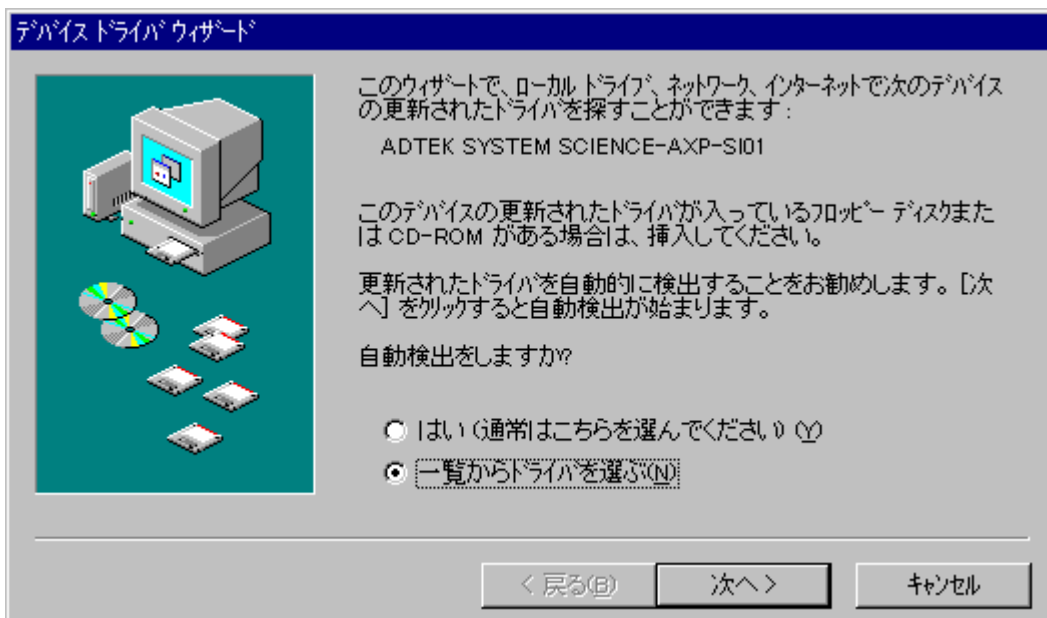 ﾃﾞﾊﾞｲｽ ﾄﾞﾗｲﾊﾞ ｳｨｻﾞｰﾄﾞ
このｳｨｻﾞｰﾄﾞで、ﾛｰｶﾙ ﾄﾞﾗｲﾌﾞ、ﾈｯﾄﾜｰｸ、ｲﾝﾀｰﾈｯﾄで次のﾃﾞﾊﾞｲｽ
の更新されたﾄﾞﾗｲﾊﾞを探すことができます:
ADTEK SYSTEM SCIENCE-AXP-SI01
このﾃﾞﾊﾞｲｽの更新されたﾄﾞﾗｲﾊﾞが入っているﾌﾛｯﾋﾟｰ ﾃﾞｨｽｸまた
は CD-ROM がある場合は、挿入してください。
更新されたﾄﾞﾗｲﾊﾞを自動的に検出することをお勧めします。[次
へ] をｸﾘｯｸすると自動検出が始まります。
自動検出をしますか?
はい (通常はこちらを選んでください) (Y)
一覧からﾄﾞﾗｲﾊﾞを選ぶ(N)
< 戻る(B) 次へ > ｷｬﾝｾﾙ